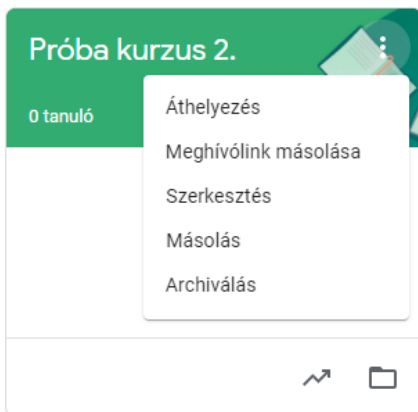 Próba kurzus 2.
0 tanuló
Áthelyezés
Meghívólink másolása
Szerkesztés
Másolás
Archiválás